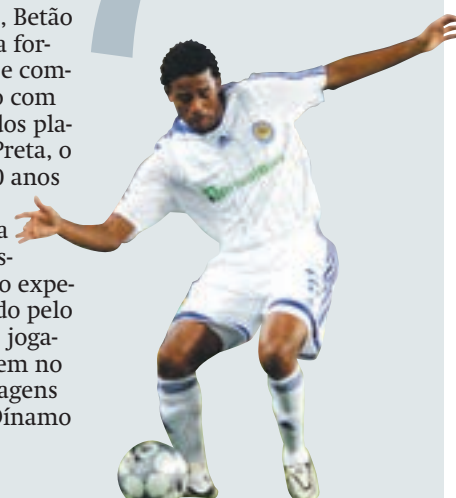 , Betão
a for-
e com-
o com
dos pla-
Preta, o
0 anos
a
s-
o expe-
do pelo
joga-
em no
agens
Dínamo